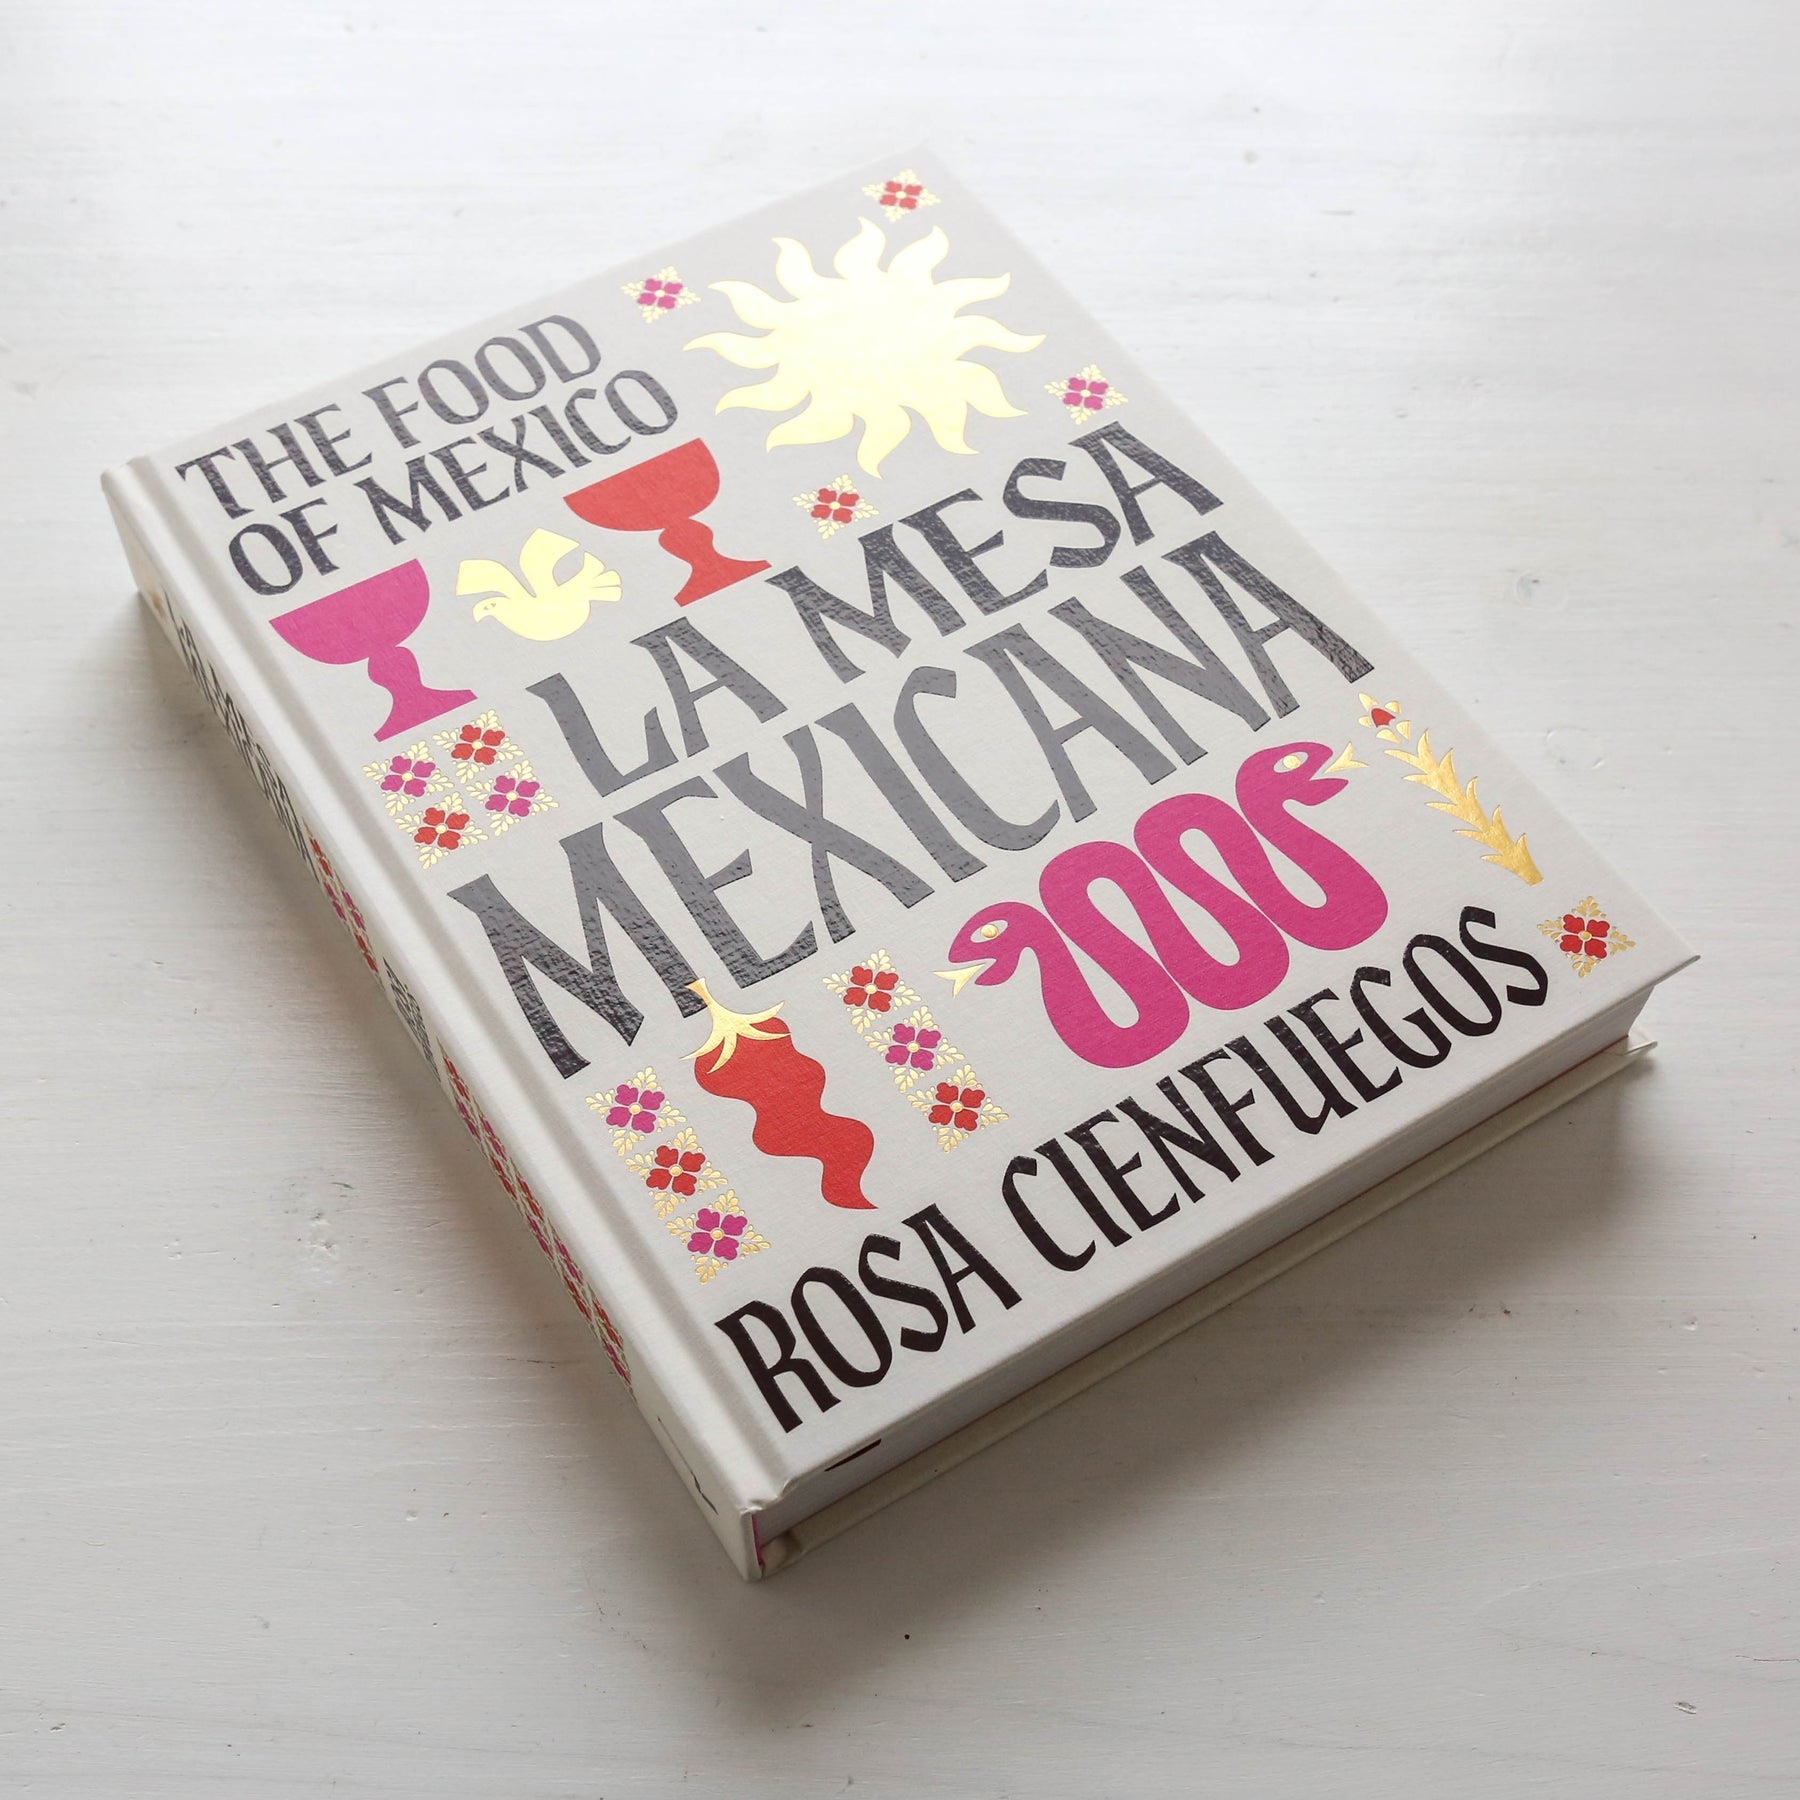 THE FOOD
OF MEXICO
LA MESA
MEXICANA
ROSA CIENFUEGOS